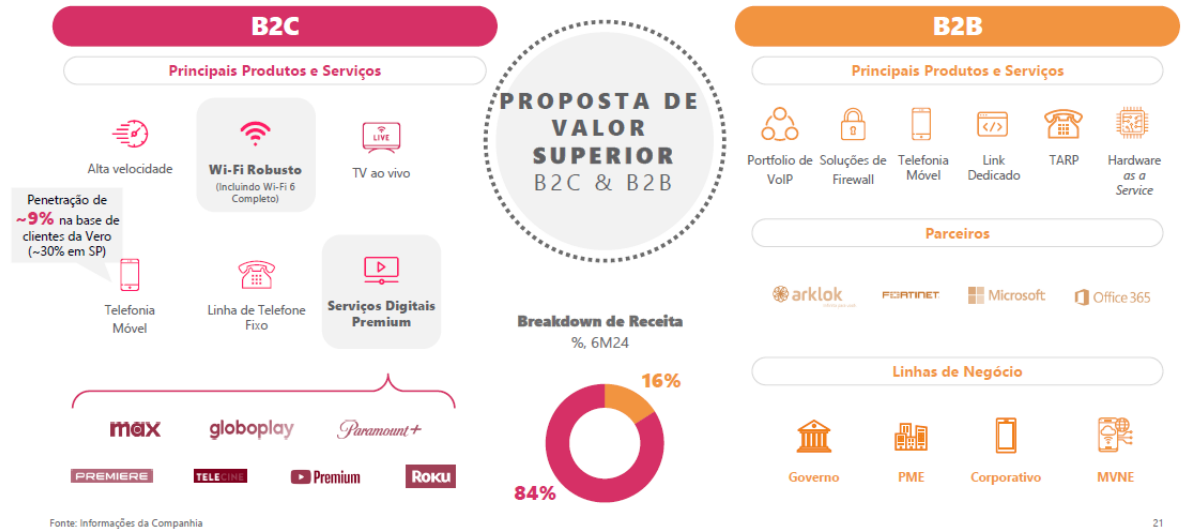 B2C
Principais Produtos e Serviços
Alta velocidade
Wi-Fi Robusto
(Incluindo Wi-Fi 6
Completo)
LIVE
TV ao vivo
Penetração de
~9% na base de
clientes da Vero
(~30% em SP)
Telefonia
Móvel
Linha de Telefone
Fixo
Serviços Digitais
Premium
max
globoplay
Paramount+
PREMIERE
TELECINE
Premium
ROKU
PROPOSTA DE
VALOR
SUPERIOR
B2C & B2B
Breakdown de Receita
%, 6M24
16%
84%
B2B
Principais Produtos e Serviços
Portfolio de
VoIP
Soluções de
Firewall
Telefonia
Móvel
Link
Dedicado
TARP
Hardware
as a
Service
Parceiros
arklok
FORTINET
Microsoft
Office 365
Linhas de Negócio
Governo
PME
Corporativo
MVNE
Fonte: Informações da Companhia
21